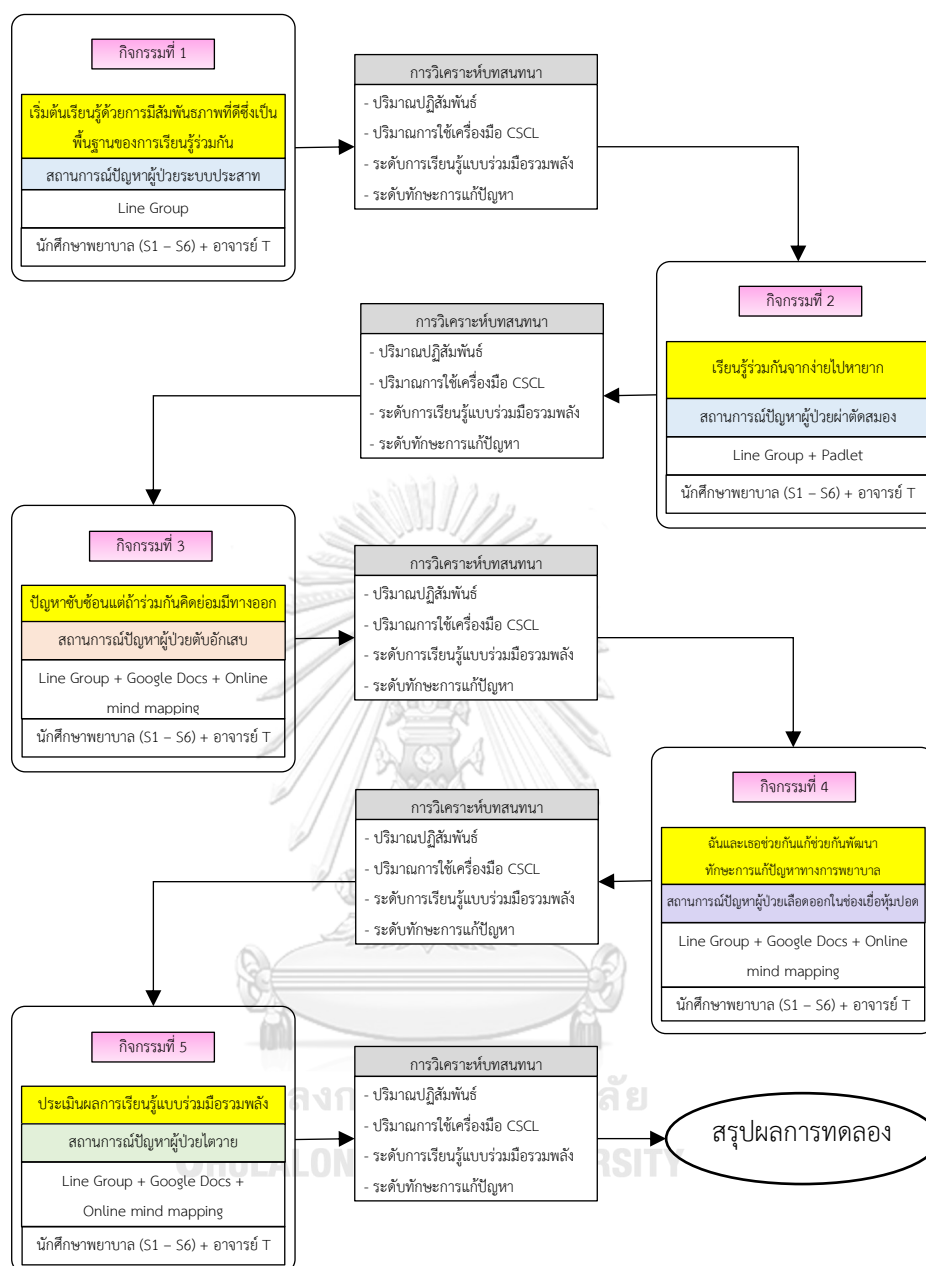 กิจกรรมที่ 1
เริ่มต้นเรียนรู้ด้วยการมีสัมพันธภาพที่ดีซึ่งเป็น
พื้นฐานของการเรียนรู้ร่วมกัน
สถานการณ์ปัญหาผู้ป่วยระบบประสาท
Line Group
นักศึกษาพยาบาล (S1 – S6) + อาจารย์ T
การวิเคราะห์บทสนทนา
- ปริมาณปฏิสัมพันธ์
- ปริมาณการใช้เครื่องมือ CSCL
- ระดับการเรียนรู้แบบร่วมมือรวมพลัง
- ระดับทักษะการแก้ปัญหา
กิจกรรมที่ 2
เรียนรู้ร่วมกันจากง่ายไปหายาก
สถานการณ์ปัญหาผู้ป่วยผ่าตัดสมอง
Line Group + Padlet
นักศึกษาพยาบาล (S1 – S6) + อาจารย์ T
การวิเคราะห์บทสนทนา
- ปริมาณปฏิสัมพันธ์
- ปริมาณการใช้เครื่องมือ CSCL
- ระดับการเรียนรู้แบบร่วมมือรวมพลัง
- ระดับทักษะการแก้ปัญหา
กิจกรรมที่ 3
ปัญหาซับซ้อนแต่ถ้าร่วมกันคิดย่อมมีทางออก
สถานการณ์ปัญหาผู้ป่วยตับอักเสบ
Line Group + Google Docs + Online
mind mapping
นักศึกษาพยาบาล (S1 – S6) + อาจารย์ T
การวิเคราะห์บทสนทนา
- ปริมาณปฏิสัมพันธ์
- ปริมาณการใช้เครื่องมือ CSCL
- ระดับการเรียนรู้แบบร่วมมือรวมพลัง
- ระดับทักษะการแก้ปัญหา
กิจกรรมที่ 4
ฉันและเธอช่วยกันแก้ช่วยกันพัฒนา
ทักษะการแก้ปัญหาทางการพยาบาล
สถานการณ์ปัญหาผู้ป่วยเลือดออกในช่องเยื่อหุ้มปอด
Line Group + Google Docs + Online
mind mapping
นักศึกษาพยาบาล (S1 – S6) + อาจารย์ T
การวิเคราะห์บทสนทนา
- ปริมาณปฏิสัมพันธ์
- ปริมาณการใช้เครื่องมือ CSCL
- ระดับการเรียนรู้แบบร่วมมือรวมพลัง
- ระดับทักษะการแก้ปัญหา
กิจกรรมที่ 5
ประเมินผลการเรียนรู้แบบร่วมมือรวมพลัง
สถานการณ์ปัญหาผู้ป่วยไตวาย
Line Group + Google Docs +
Online mind mapping
นักศึกษาพยาบาล (S1 – S6) + อาจารย์ T
การวิเคราะห์บทสนทนา
- ปริมาณปฏิสัมพันธ์
- ปริมาณการใช้เครื่องมือ CSCL
- ระดับการเรียนรู้แบบร่วมมือรวมพลัง
- ระดับทักษะการแก้ปัญหา
สรุปผลการทดลอง